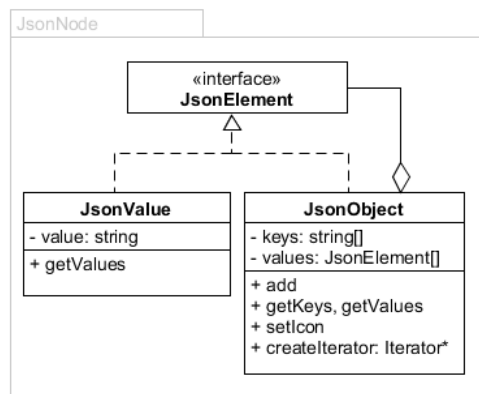 JsonNode
«interface»
JsonElement
JsonValue
- value: string
+ getValues
JsonObject
- keys: string[]
- values: JsonElement[]
+ add
+ getKeys, getValues
+ setIcon
+ createIterator: Iterator*